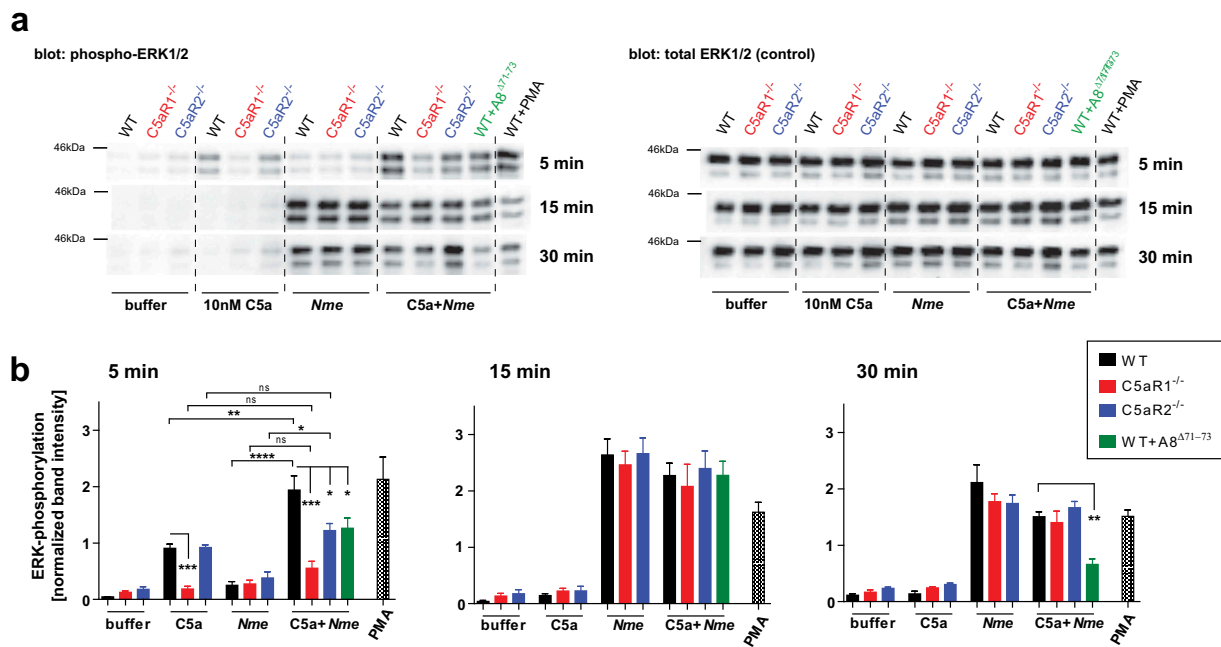 a
blot: phospho-ERK1/2
blot: total ERK1/2 (control)
WT C5aR1-/- C5aR2-/- WT C5aR1-/- C5aR2-/- WT C5aR1-/- C5aR2-/- WT C5aR1-/- C5aR2-/- WT+A8Δ71-73 WT+PMA
WT C5aR1-/- C5aR2-/- WT C5aR1-/- C5aR2-/- WT C5aR1-/- C5aR2-/- WT C5aR1-/- C5aR2-/- WT+A8 WT+PMA
46kDa 5 min 46kDa 5 min
46kDa 15 min 46kDa 15 min
46kDa 30 min 46kDa 30 min
buffer 10nM C5a Nme C5a+Nme
buffer 10nM C5a Nme C5a+Nme
b
5 min
ERK-phosphorylation
[normalized band intensity]
3
2
1
0
ns
ns
**
*
ns
****
***
***
*
*
buffer C5a Nme C5a+Nme PMA
15 min
3
2
1
0
buffer C5a Nme C5a+Nme PMA
30 min
3
2
1
0
**
buffer C5a Nme C5a+Nme PMA
WT
C5aR1-/-
C5aR2-/-
WT+A8Δ71–73